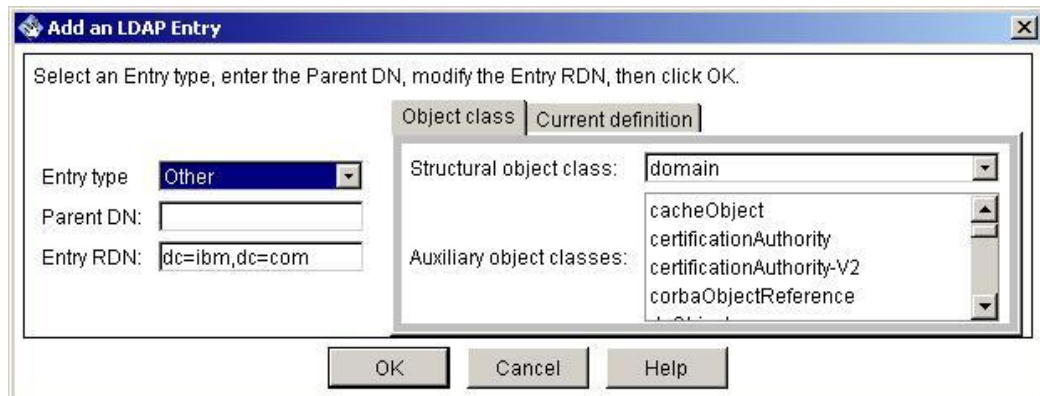 Add an LDAP Entry
Select an Entry type, enter the Parent DN, modify the Entry RDN, then click OK.
Object class
Current definition
Entry type
Other
Parent DN:
Entry RDN:
dc=ibm,dc=com
Structural object class:
domain
Auxiliary object classes:
cacheObject
certificationAuthority
certificationAuthority-V2
corbaObjectReference
OK
Cancel
Help